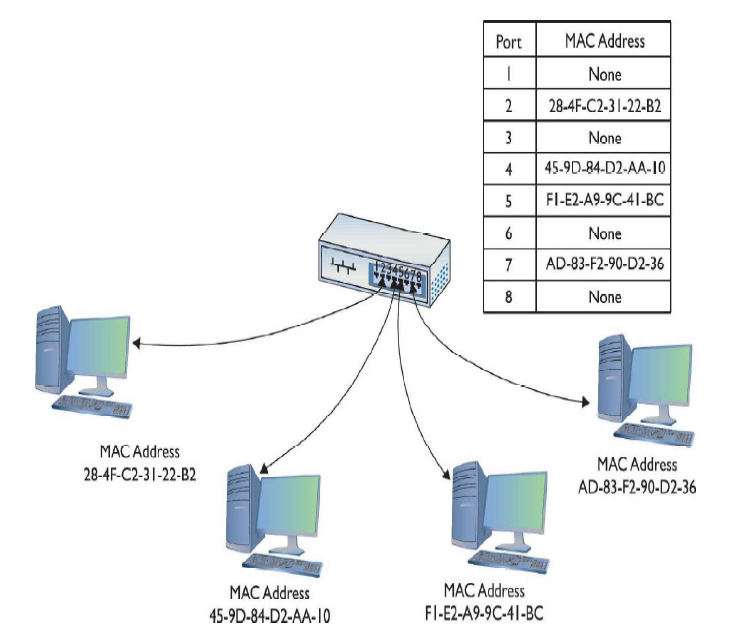 Port MAC Address
1 None
2 28-4F-C2-31-22-B2
3 None
4 45-9D-84-D2-AA-10
5 F1-E2-A9-9C-41-BC
6 None
7 AD-83-F2-90-D2-36
8 None
12345678
MAC Address
28-4F-C2-31-22-B2
MAC Address
45-9D-84-D2-AA-10
MAC Address
F1-E2-A9-9C-41-BC
MAC Address
AD-83-F2-90-D2-36